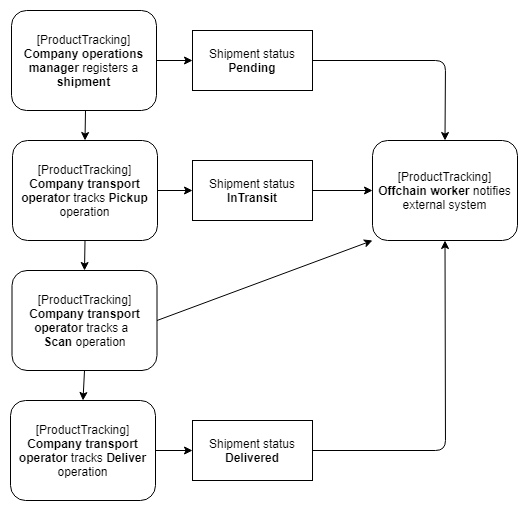 [ProductTracking]
Company operations
manager registers a
shipment
Shipment status
Pending
[ProductTracking]
Company transport
operator tracks Pickup
operation
Shipment status
InTransit
[ProductTracking]
Offchain worker notifies
external system
[ProductTracking]
Company transport
operator tracks a
Scan operation
[ProductTracking]
Company transport
operator tracks Deliver
operation
Shipment status
Delivered